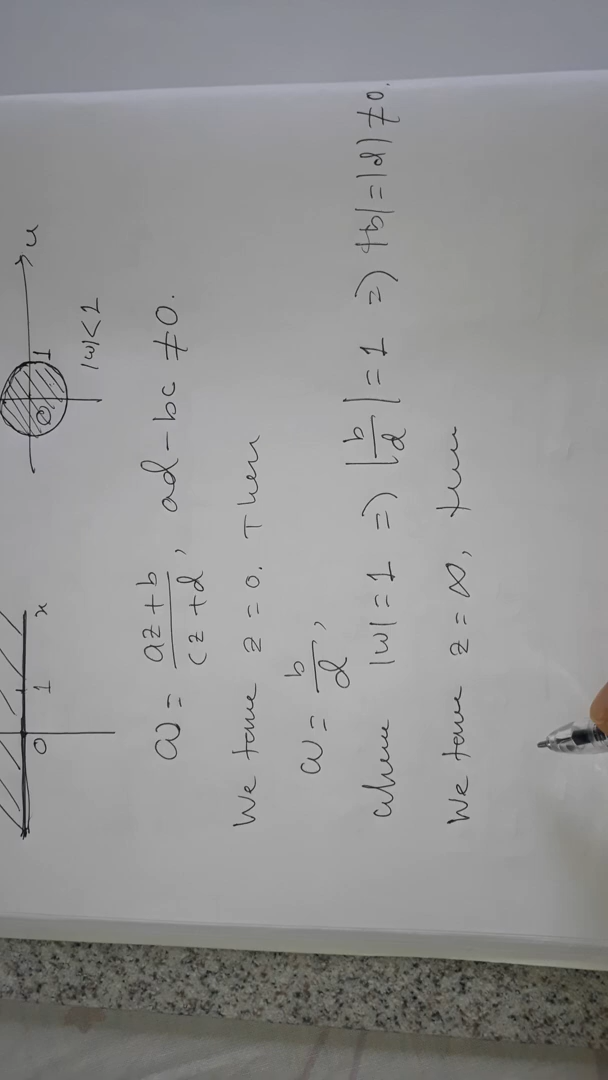 0 1 x
0 1 u
|w|<1
ω = az+b / cz+d, ad-bc ≠ 0.
We take z = 0. Then
ω = b/d,
where |w| = 1 => |b/d| = 1 => |b| = |d| ≠ 0.
We take z = ∞, then